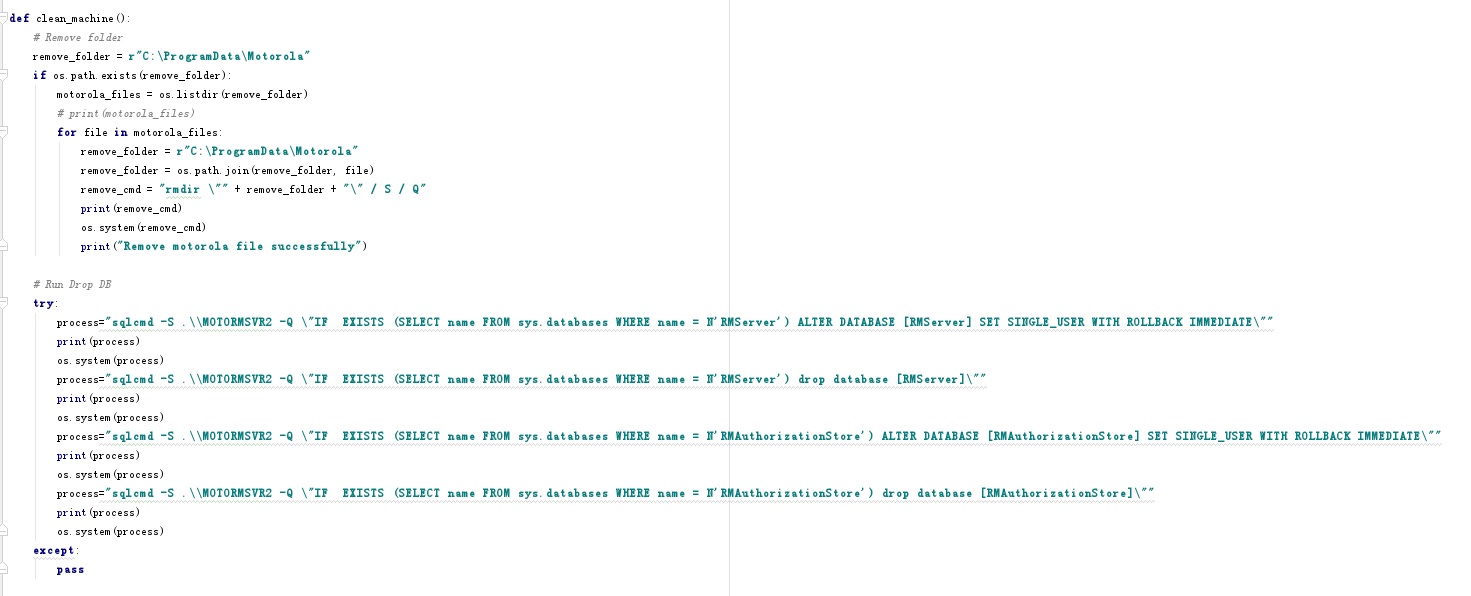 def clean_machine():
    # Remove folder
    remove_folder = r"C:\ProgramData\Motorola"
    if os.path.exists(remove_folder):
        motorola_files = os.listdir(remove_folder)
        # print(motorola_files)
        for file in motorola_files:
            remove_folder = r"C:\ProgramData\Motorola"
            remove_folder = os.path.join(remove_folder, file)
            remove_cmd = "rmdir \"" + remove_folder + "\" / S / Q"
            print(remove_cmd)
            os.system(remove_cmd)
            print("Remove motorola file successfully")
    # Run Drop DB
    try:
        process="sqlcmd -S .\\MOTORMSVR2 -Q \"IF  EXISTS (SELECT name FROM sys.databases WHERE name = N'RMServer') ALTER DATABASE [RMServer] SET SINGLE_USER WITH ROLLBACK IMMEDIATE\""
        print(process)
        os.system(process)
        process="sqlcmd -S .\\MOTORMSVR2 -Q \"IF  EXISTS (SELECT name FROM sys.databases WHERE name = N'RMServer') drop database [RMServer]\""
        print(process)
        os.system(process)
        process="sqlcmd -S .\\MOTORMSVR2 -Q \"IF  EXISTS (SELECT name FROM sys.databases WHERE name = N'RMAuthorizationStore') ALTER DATABASE [RMAuthorizationStore] SET SINGLE_USER WITH ROLLBACK IMMEDIATE\""
        print(process)
        os.system(process)
        process="sqlcmd -S .\\MOTORMSVR2 -Q \"IF  EXISTS (SELECT name FROM sys.databases WHERE name = N'RMAuthorizationStore') drop database [RMAuthorizationStore]\""
        print(process)
        os.system(process)
    except:
        pass